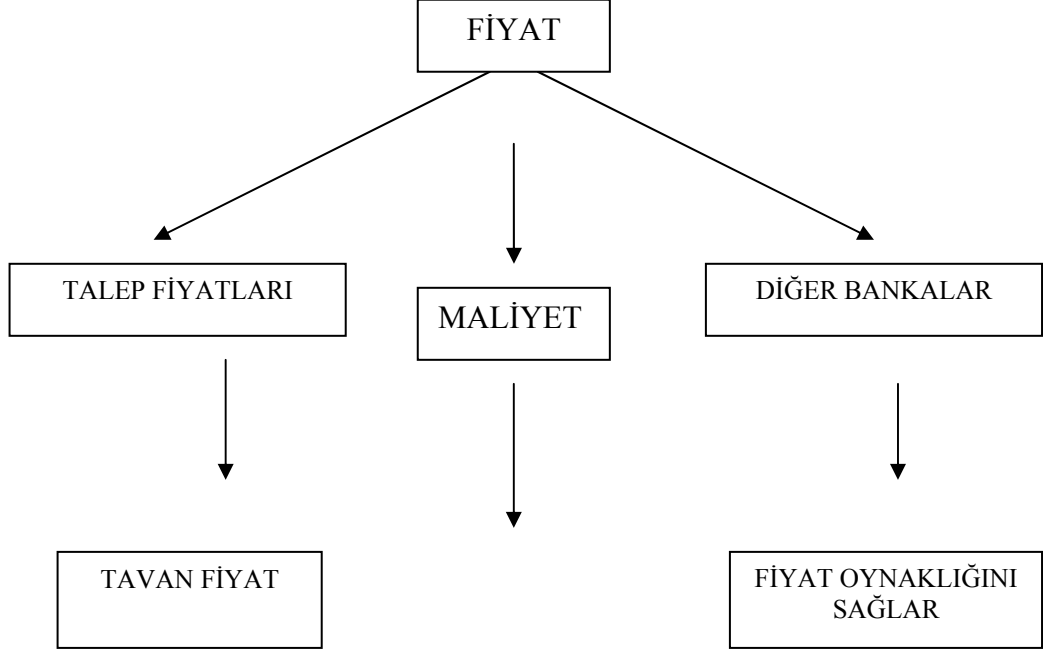 FİYAT
TALEP FİYATLARI
MALİYET
DİĞER BANKALAR
TAVAN FİYAT
FİYAT OYNAKLIĞINI
SAĞLAR